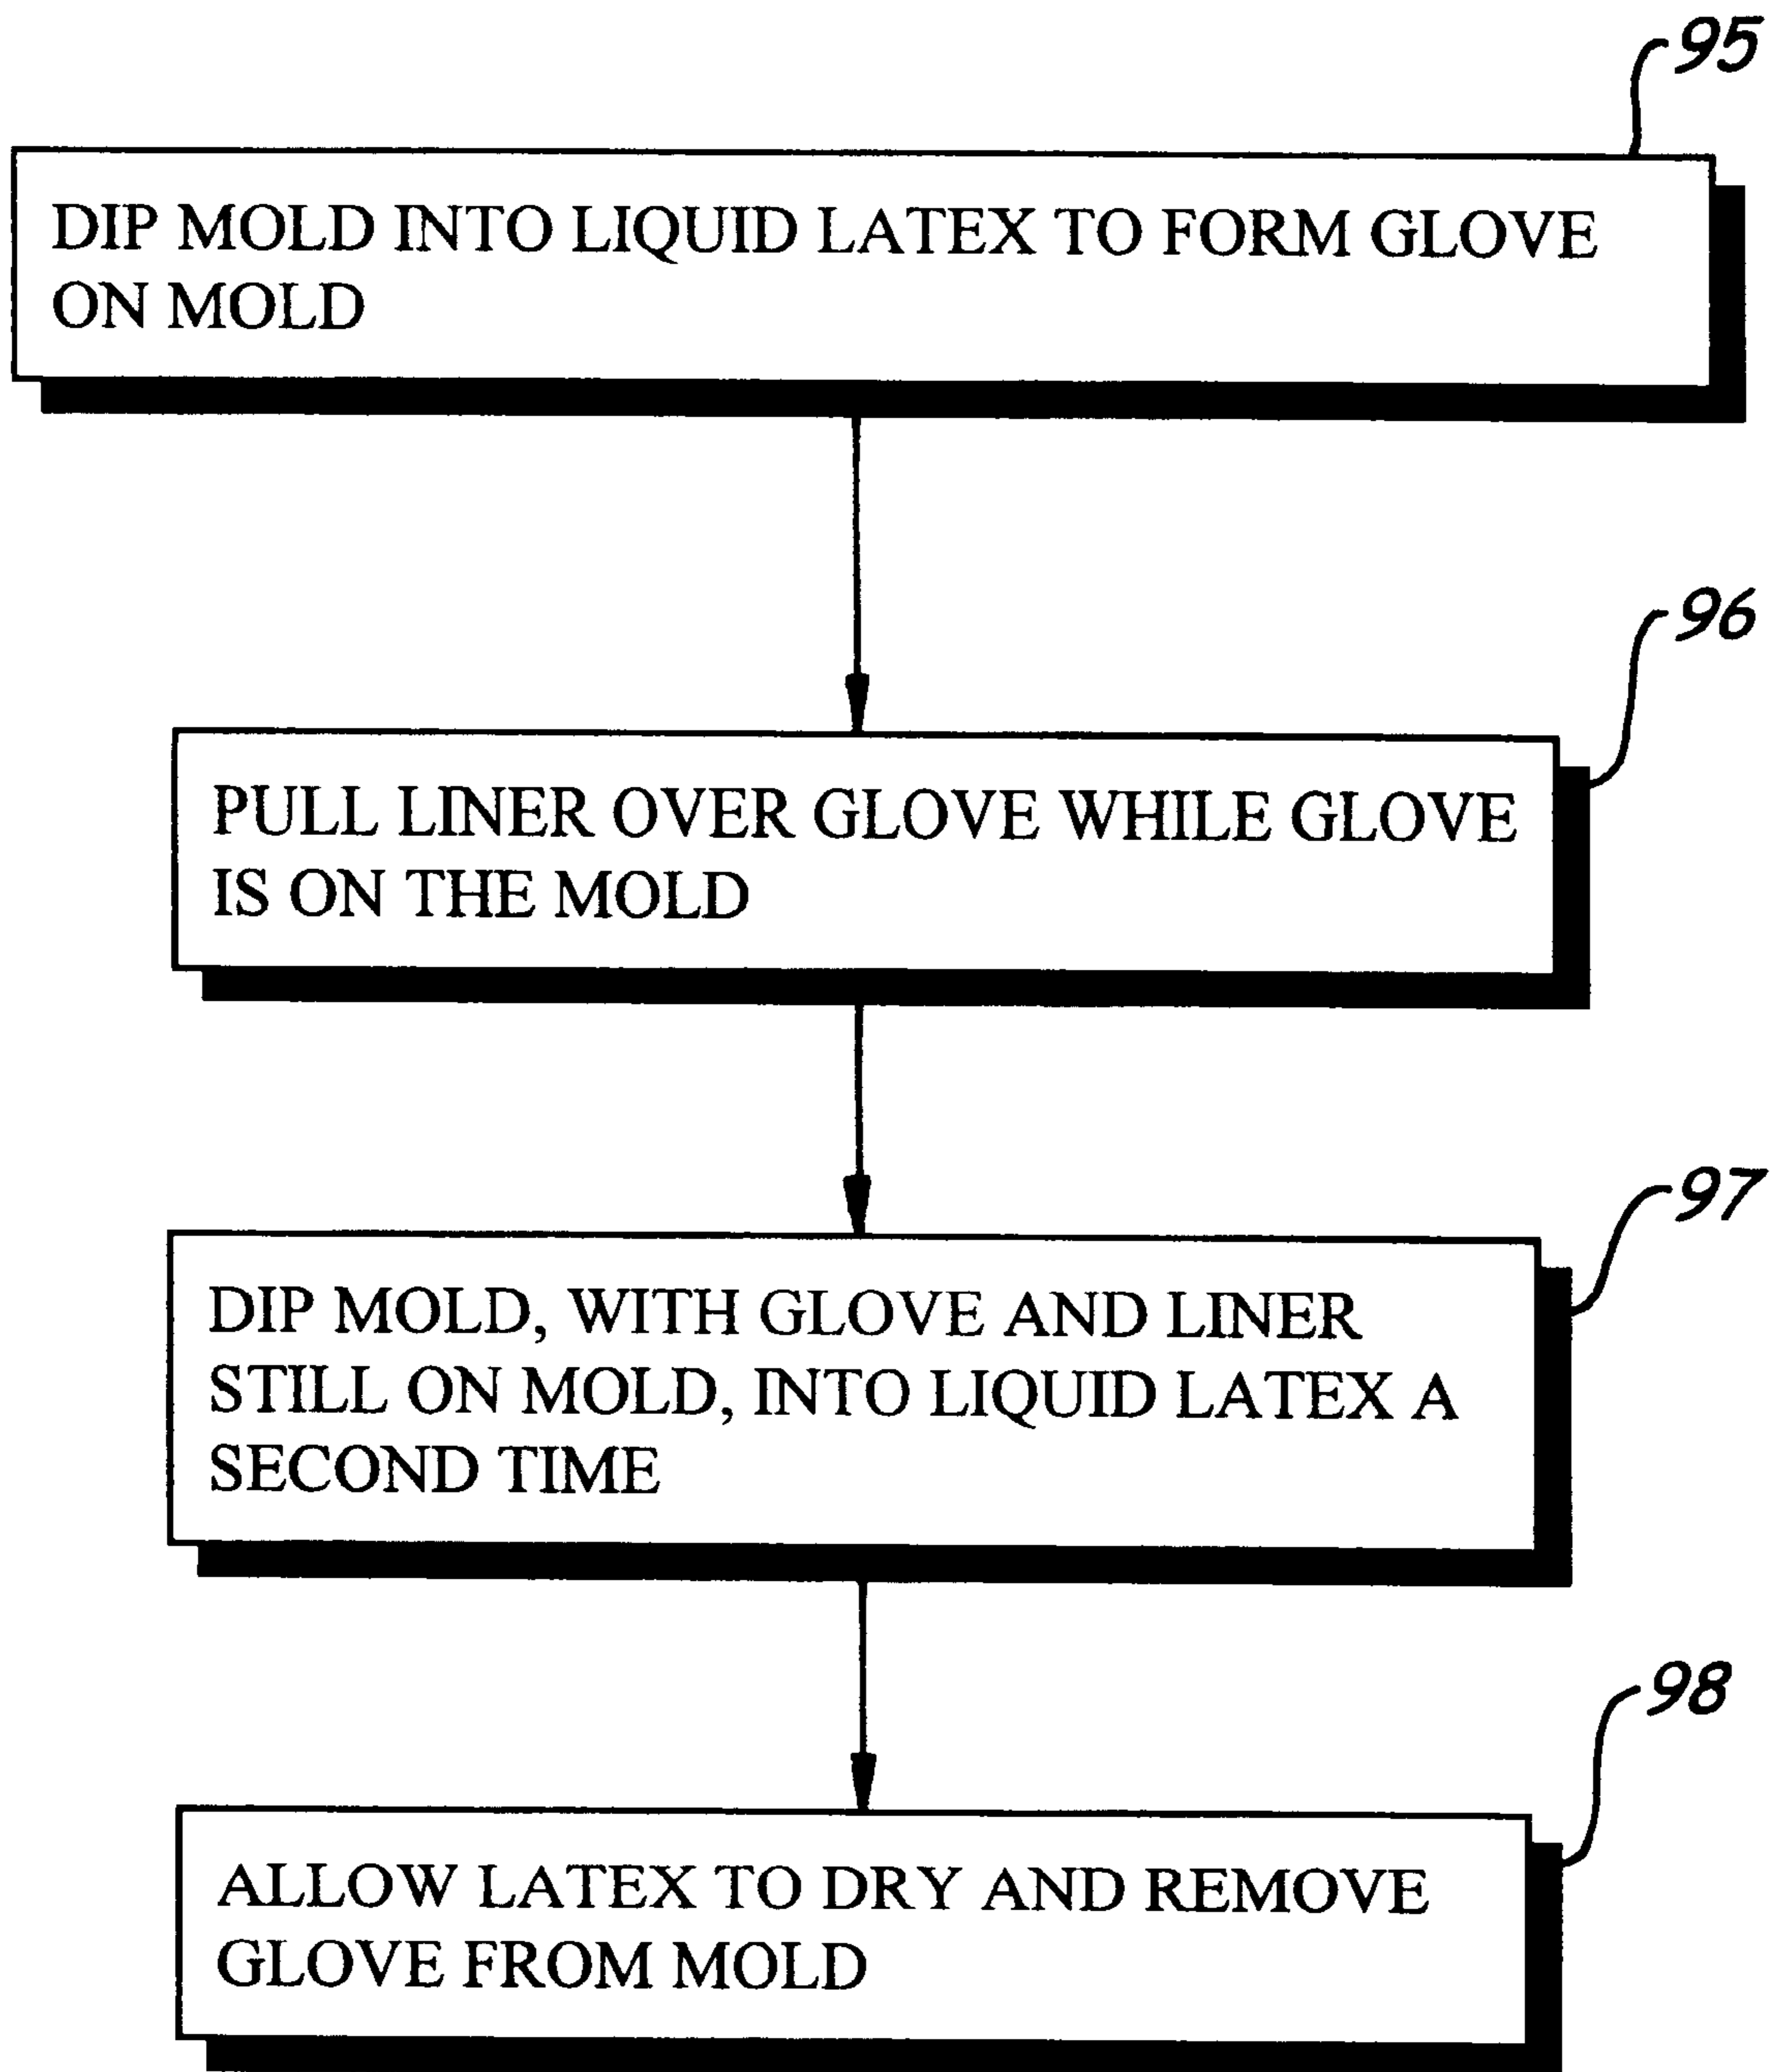 95
DIP MOLD INTO LIQUID LATEX TO FORM GLOVE
ON MOLD
96
PULL LINER OVER GLOVE WHILE GLOVE
IS ON THE MOLD
97
DIP MOLD, WITH GLOVE AND LINER
STILL ON MOLD, INTO LIQUID LATEX A
SECOND TIME
98
ALLOW LATEX TO DRY AND REMOVE
GLOVE FROM MOLD